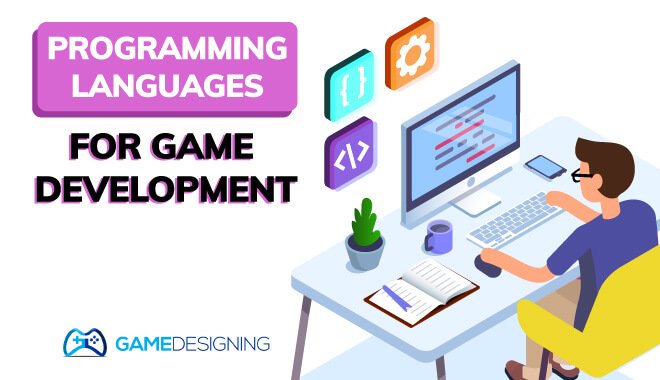 PROGRAMMING
LANGUAGES
FOR GAME
DEVELOPMENT
{ }
</>
GAMEDESIGNING